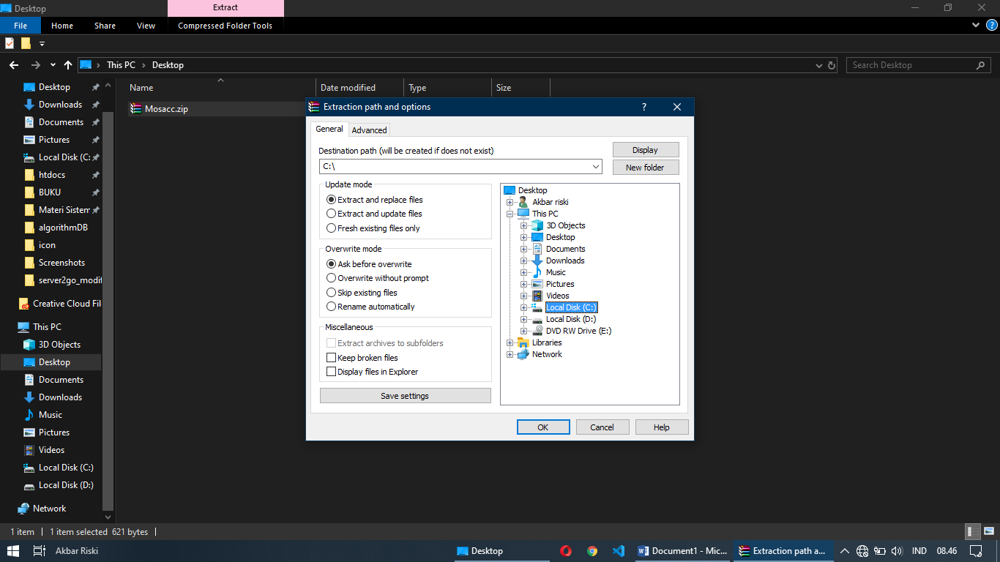 Desktop
Extract
File
Home
Share
View
Compressed Folder Tools
This PC
Desktop
Search Desktop
Name
Date modified
Type
Size
Desktop
Downloads
Documents
Pictures
Local Disk (C:
htdocs
BUKU
Materi Sistem
algorithmDB
icon
Screenshots
server2go_modif
Creative Cloud Fil
This PC
3D Objects
Desktop
Documents
Downloads
Music
Pictures
Videos
Local Disk (C:)
Local Disk (D:)
Network
Mosacc.zip
Extraction path and options
?
General
Advanced
Destination path (will be created if does not exist)
C:\
Display
New folder
Update mode
Extract and replace files
Extract and update files
Fresh existing files only
Overwrite mode
Ask before overwrite
Overwrite without prompt
Skip existing files
Rename automatically
Miscellaneous
Extract archives to subfolders
Keep broken files
Display files in Explorer
Save settings
Desktop
Akbar riski
This PC
3D Objects
Desktop
Documents
Downloads
Music
Pictures
Videos
Local Disk (C:)
Local Disk (D:)
DVD RW Drive (E:)
Libraries
Network
OK
Cancel
Help
1 item
1 item selected 621 bytes
Akbar Riski
Desktop
Document1 - Mic...
Extraction path a...
IND
08.46